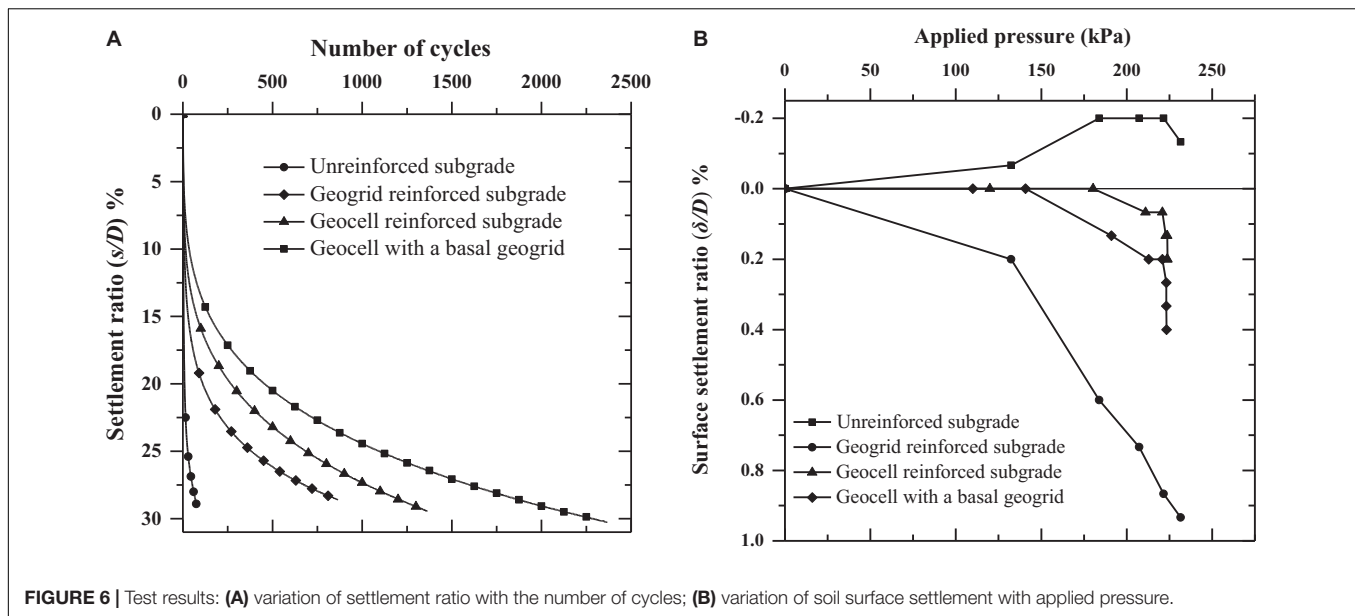 A
Number of cycles
0 500 1000 1500 2000 2500
0
5
10
15
20
25
30
Settlement ratio (s/D) %
Unreinforced subgrade
Geogrid reinforced subgrade
Geocell reinforced subgrade
Geocell with a basal geogrid
B
Applied pressure (kPa)
0 50 100 150 200 250
-0.2
0.0
0.2
0.4
0.6
0.8
1.0
Surface settlement ratio (δ/D) %
Unreinforced subgrade
Geogrid reinforced subgrade
Geocell reinforced subgrade
Geocell with a basal geogrid
FIGURE 6 | Test results: (A) variation of settlement ratio with the number of cycles; (B) variation of soil surface settlement with applied pressure.